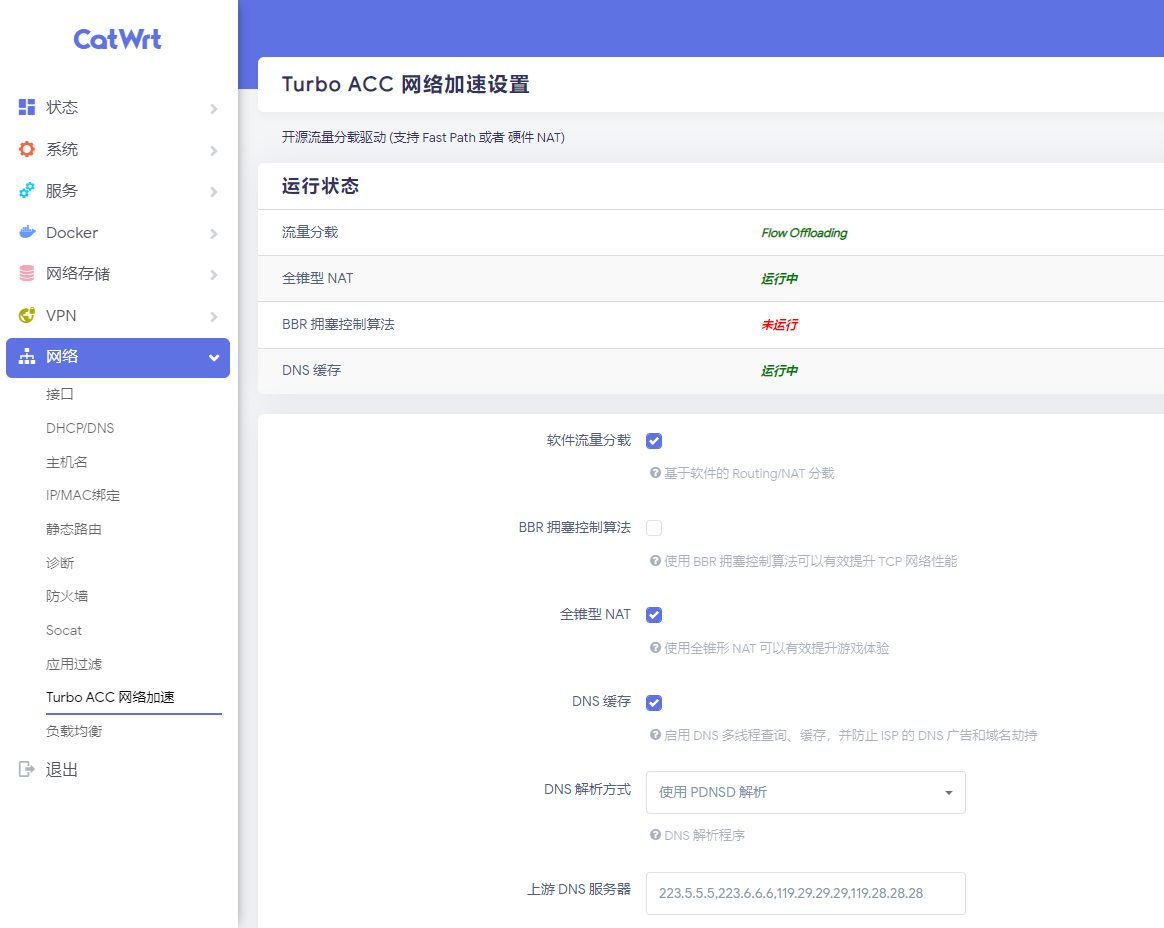 CatWrt
状态
系统
服务
Docker
网络存储
VPN
网络
接口
DHCP/DNS
主机名
IP/MAC绑定
静态路由
诊断
防火墙
Socat
应用过滤
Turbo ACC 网络加速
负载均衡
退出
Turbo ACC 网络加速设置
开源流量分载驱动 (支持 Fast Path 或者 硬件 NAT)
运行状态
流量分载 Flow Offloading
全锥型 NAT 运行中
BBR 拥塞控制算法 未运行
DNS 缓存 运行中
软件流量分载
基于软件的 Routing/NAT 分载
BBR 拥塞控制算法
使用 BBR 拥塞控制算法可以有效提升 TCP 网络性能
全锥型 NAT
使用全锥形 NAT 可以有效提升游戏体验
DNS 缓存
启用 DNS 多线程查询、缓存，并防止 ISP 的 DNS 广告和域名劫持
DNS 解析方式 使用 PDNSD 解析
DNS 解析程序
上游 DNS 服务器 223.5.5.5,223.6.6.6,119.29.29.29,119.28.28.28